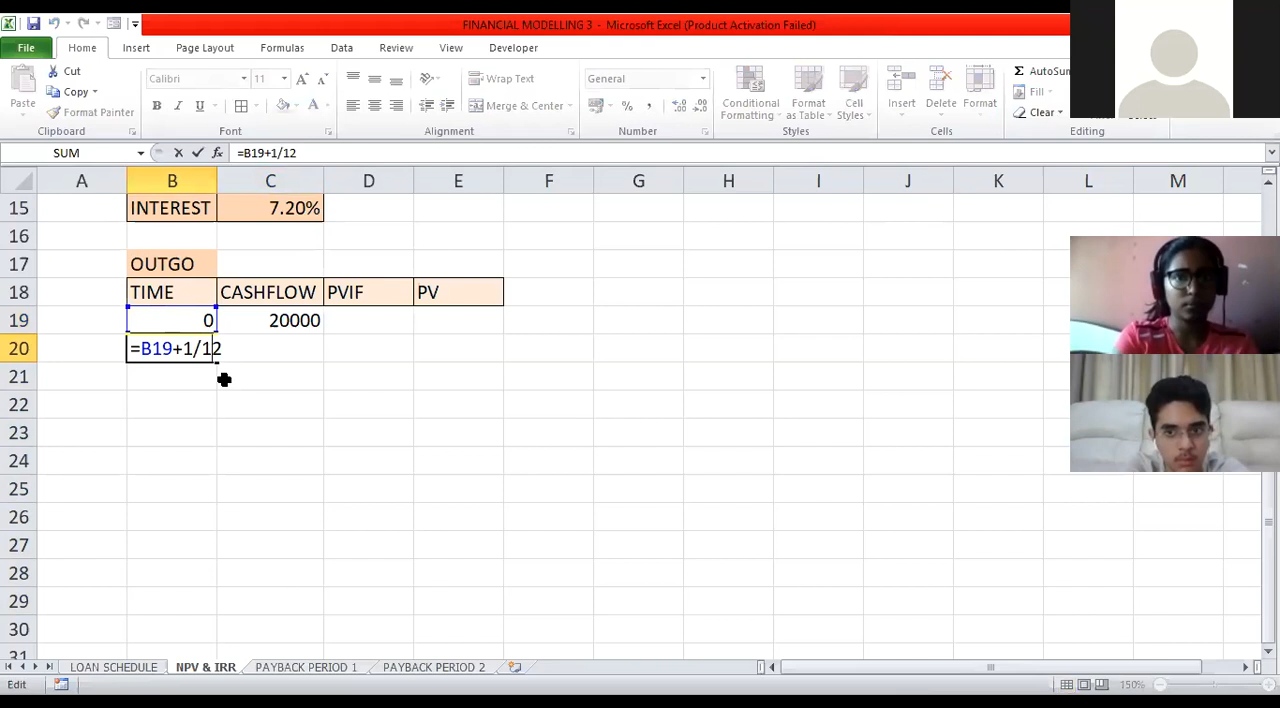 FINANCIAL MODELLING 3 - Microsoft Excel (Product Activation Failed)
File Home Insert Page Layout Formulas Data Review View Developer
Paste
Cut
Copy
Format Painter
Clipboard
Calibri 11
B I U
Font
Wrap Text
Merge & Center
Alignment
General
Number
Conditional Formatting
Format as Table
Cell Styles
Styles
Insert Delete Format
Cells
Σ AutoSum
Fill
Clear
Editing
SUM fx =B19+1/12
A B C D E F G H I J K L M
15 INTEREST 7.20%
16
17 OUTGO
18 TIME CASHFLOW PVIF PV
19 0 20000
20 =B19+1/12
21
22
23
24
25
26
27
28
29
30
31
LOAN SCHEDULE NPV & IRR PAYBACK PERIOD 1 PAYBACK PERIOD 2
Edit 150%